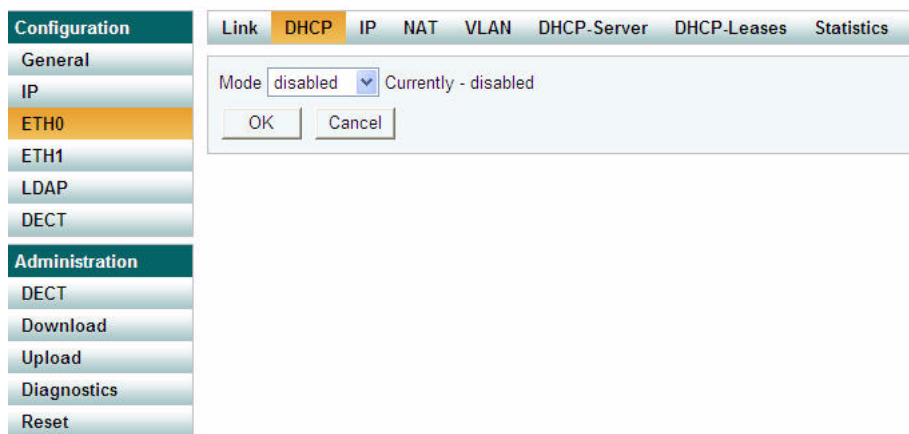 Configuration
General
IP
ETH0
ETH1
LDAP
DECT
Administration
DECT
Download
Upload
Diagnostics
Reset
Link DHCP IP NAT VLAN DHCP-Server DHCP-Leases Statistics
Mode disabled Currently - disabled
OK Cancel